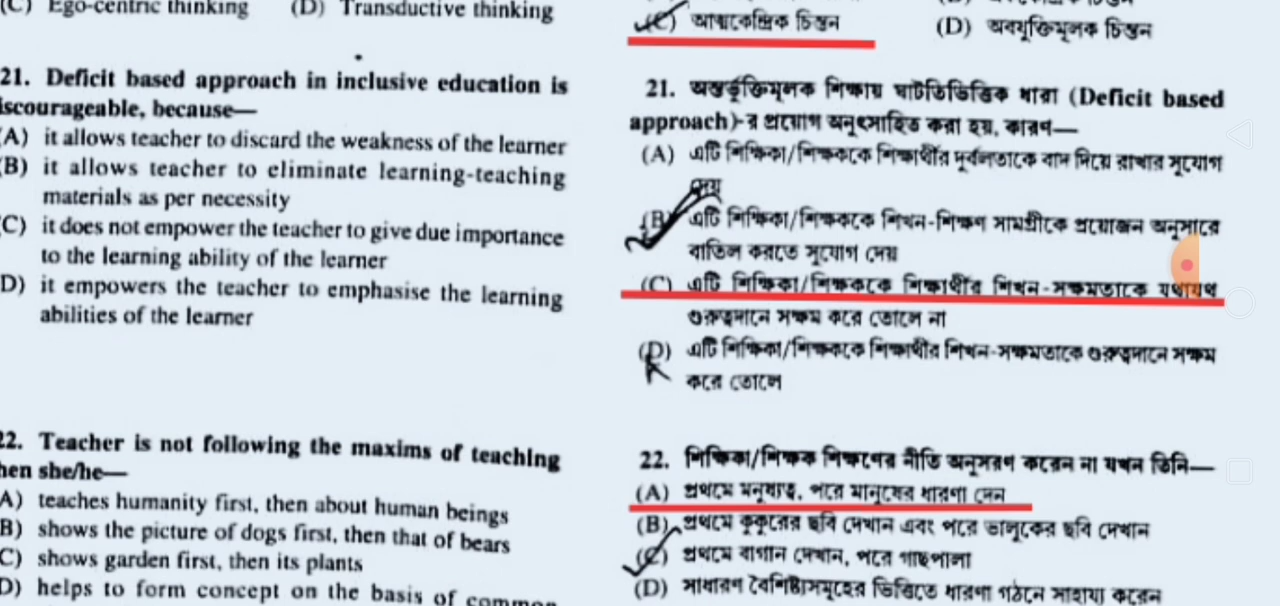 (C) Ego-centric thinking (D) Transductive thinking
21. Deficit based approach in inclusive education is
iscourageable, because—
(A) it allows teacher to discard the weakness of the learner
(B) it allows teacher to eliminate learning-teaching
materials as per necessity
C) it does not empower the teacher to give due importance
to the learning ability of the learner
D) it empowers the teacher to emphasise the learning
abilities of the learner
22. Teacher is not following the maxims of teaching
hen she/he—
A) teaches humanity first, then about human beings
B) shows the picture of dogs first, then that of bears
C) shows garden first, then its plants
D) helps to form concept on the basis of common
(C) আত্মকেন্দ্রিক চিন্তন
(D) অবযুক্তিমূলক চিন্তন
21. অন্তর্ভুক্তিমূলক শিক্ষায় ঘাটতিভিত্তিক ধারা (Deficit based
approach)-র প্রয়োগ অনুৎসাহিত করা হয়, কারণ—
(A) এটি শিক্ষিকা/শিক্ষককে শিক্ষার্থীর দুর্বলতাকে বাদ দিয়ে রাখার সুযোগ
দেয়
(B) এটি শিক্ষিকা/শিক্ষককে শিখন-শিক্ষণ সামগ্রীকে প্রয়োজন অনুসারে
বাতিল করতে সুযোগ দেয়
(C) এটি শিক্ষিকা/শিক্ষককে শিক্ষার্থীর শিখন-সক্ষমতাকে যথাযথ
গুরুত্বদানে সক্ষম করে তোলে না
(D) এটি শিক্ষিকা/শিক্ষককে শিক্ষার্থীর শিখন-সক্ষমতাকে গুরুত্বদানে সক্ষম
করে তোলে
22. শিক্ষিকা/শিক্ষক শিক্ষণের নীতি অনুসরণ করেন না যখন তিনি—
(A) প্রথমে মনুষ্যত্ব, পরে মানুষের ধারণা দেন
(B) প্রথমে কুকুরের ছবি দেখান এবং পরে ভালুকের ছবি দেখান
(C) প্রথমে বাগান দেখান, পরে গাছপালা
(D) সাধারণ বৈশিষ্ট্যসমূহের ভিত্তিতে ধারণা গঠনে সাহায্য করেন